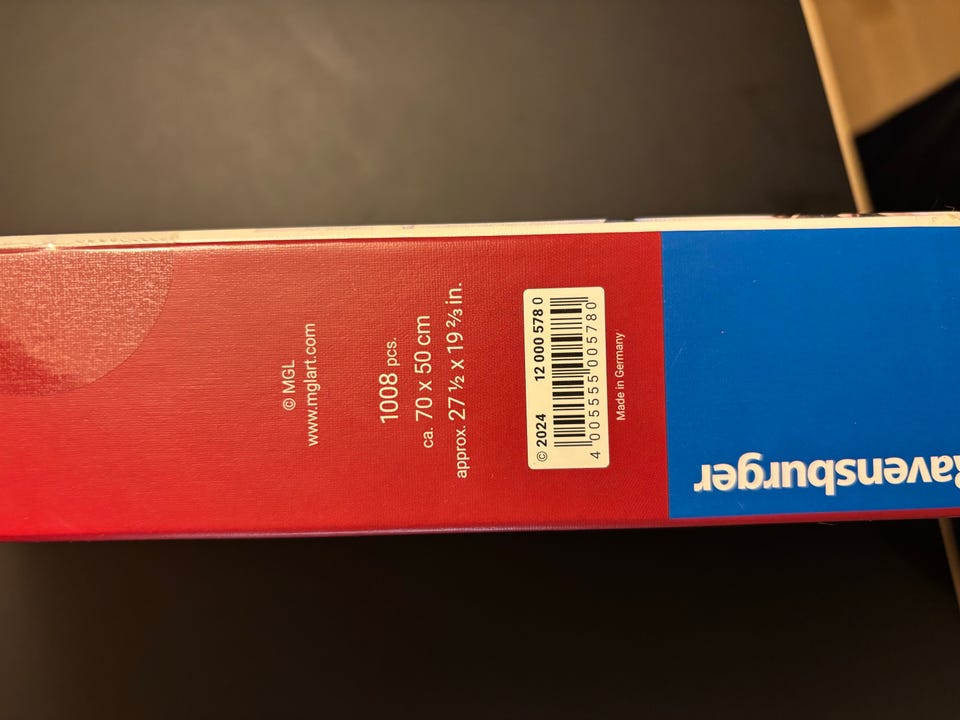 © MGL
www.mglart.com
1008 pcs.
ca. 70 x 50 cm
approx. 27 ½ x 19 ⅔ in.
© 2024 12 000 578 0
4 005555 005780
Made in Germany
Ravensburger